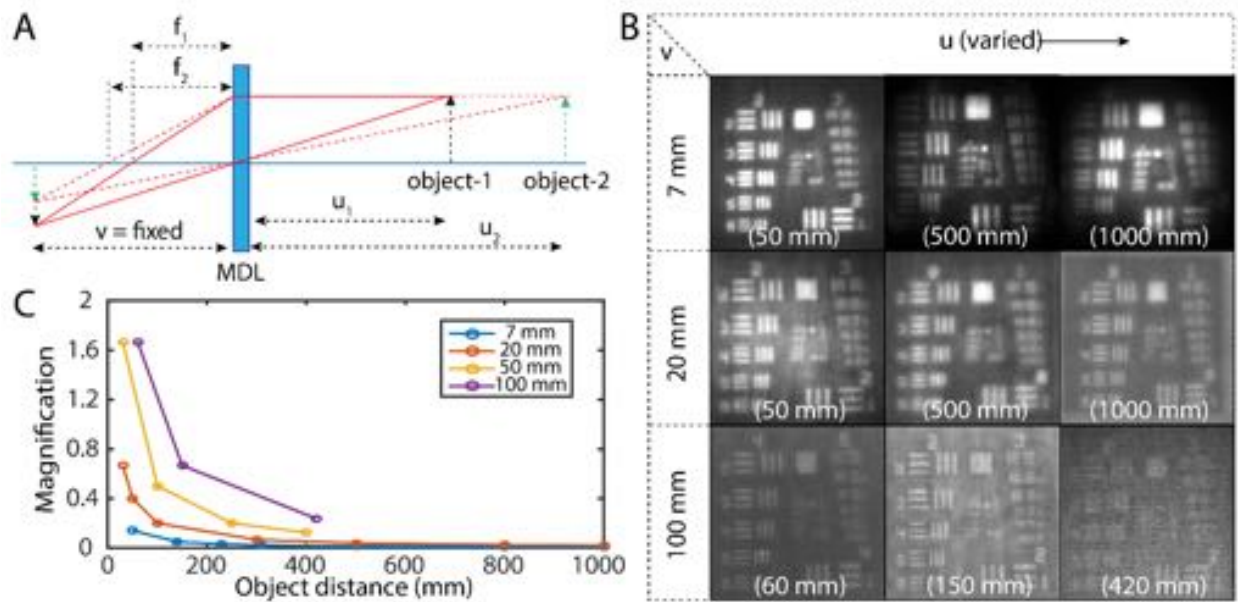 A
f₁
f₂
object-1
object-2
u₁
v = fixed
u₂
MDL
B
u (varied)
v
7 mm
(50 mm)
(500 mm)
(1000 mm)
20 mm
(50 mm)
(500 mm)
(1000 mm)
100 mm
(60 mm)
(150 mm)
(420 mm)
C
2
1.6
1.2
0.8
0.4
0
Magnification
7 mm
20 mm
50 mm
100 mm
0
200
400
600
800
1000
Object distance (mm)